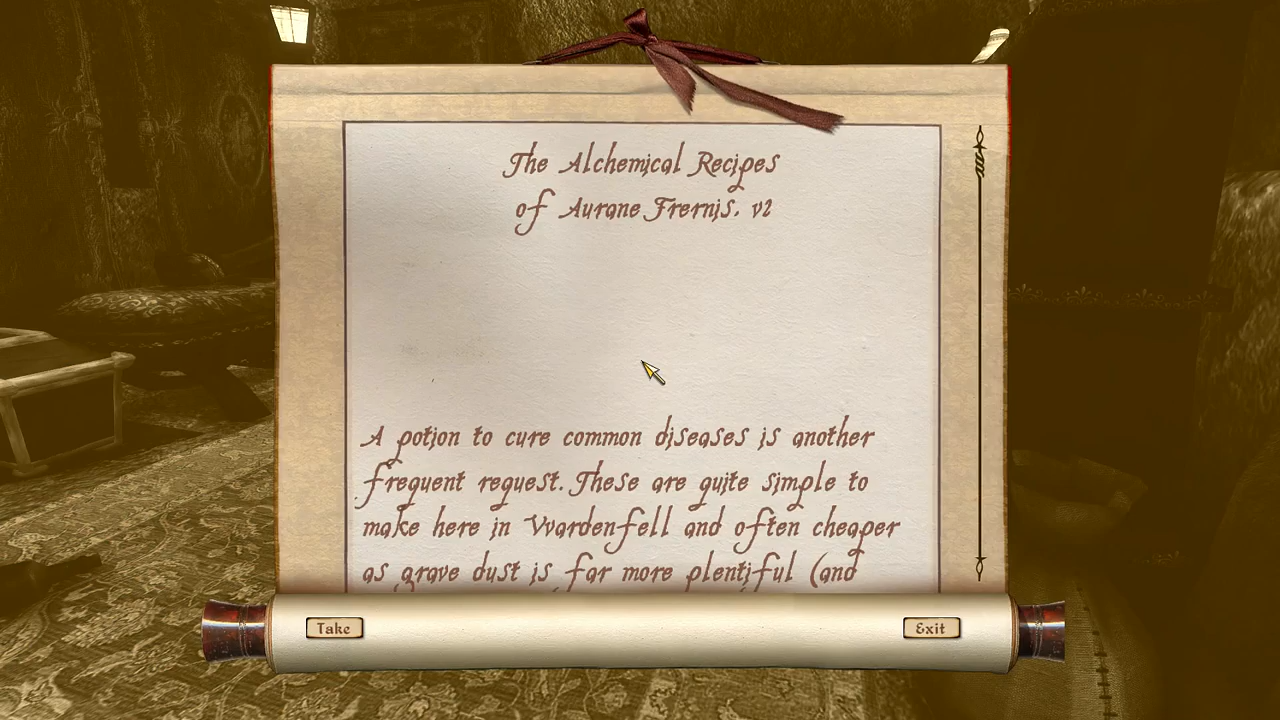 The Alchemical Recipes
of Aurane Frernis. v2
A potion to cure common diseases is another
frequent request. These are quite simple to
make here in Vvardenfell and often cheaper
as grave dust is far more plentiful (and
Take
Exit